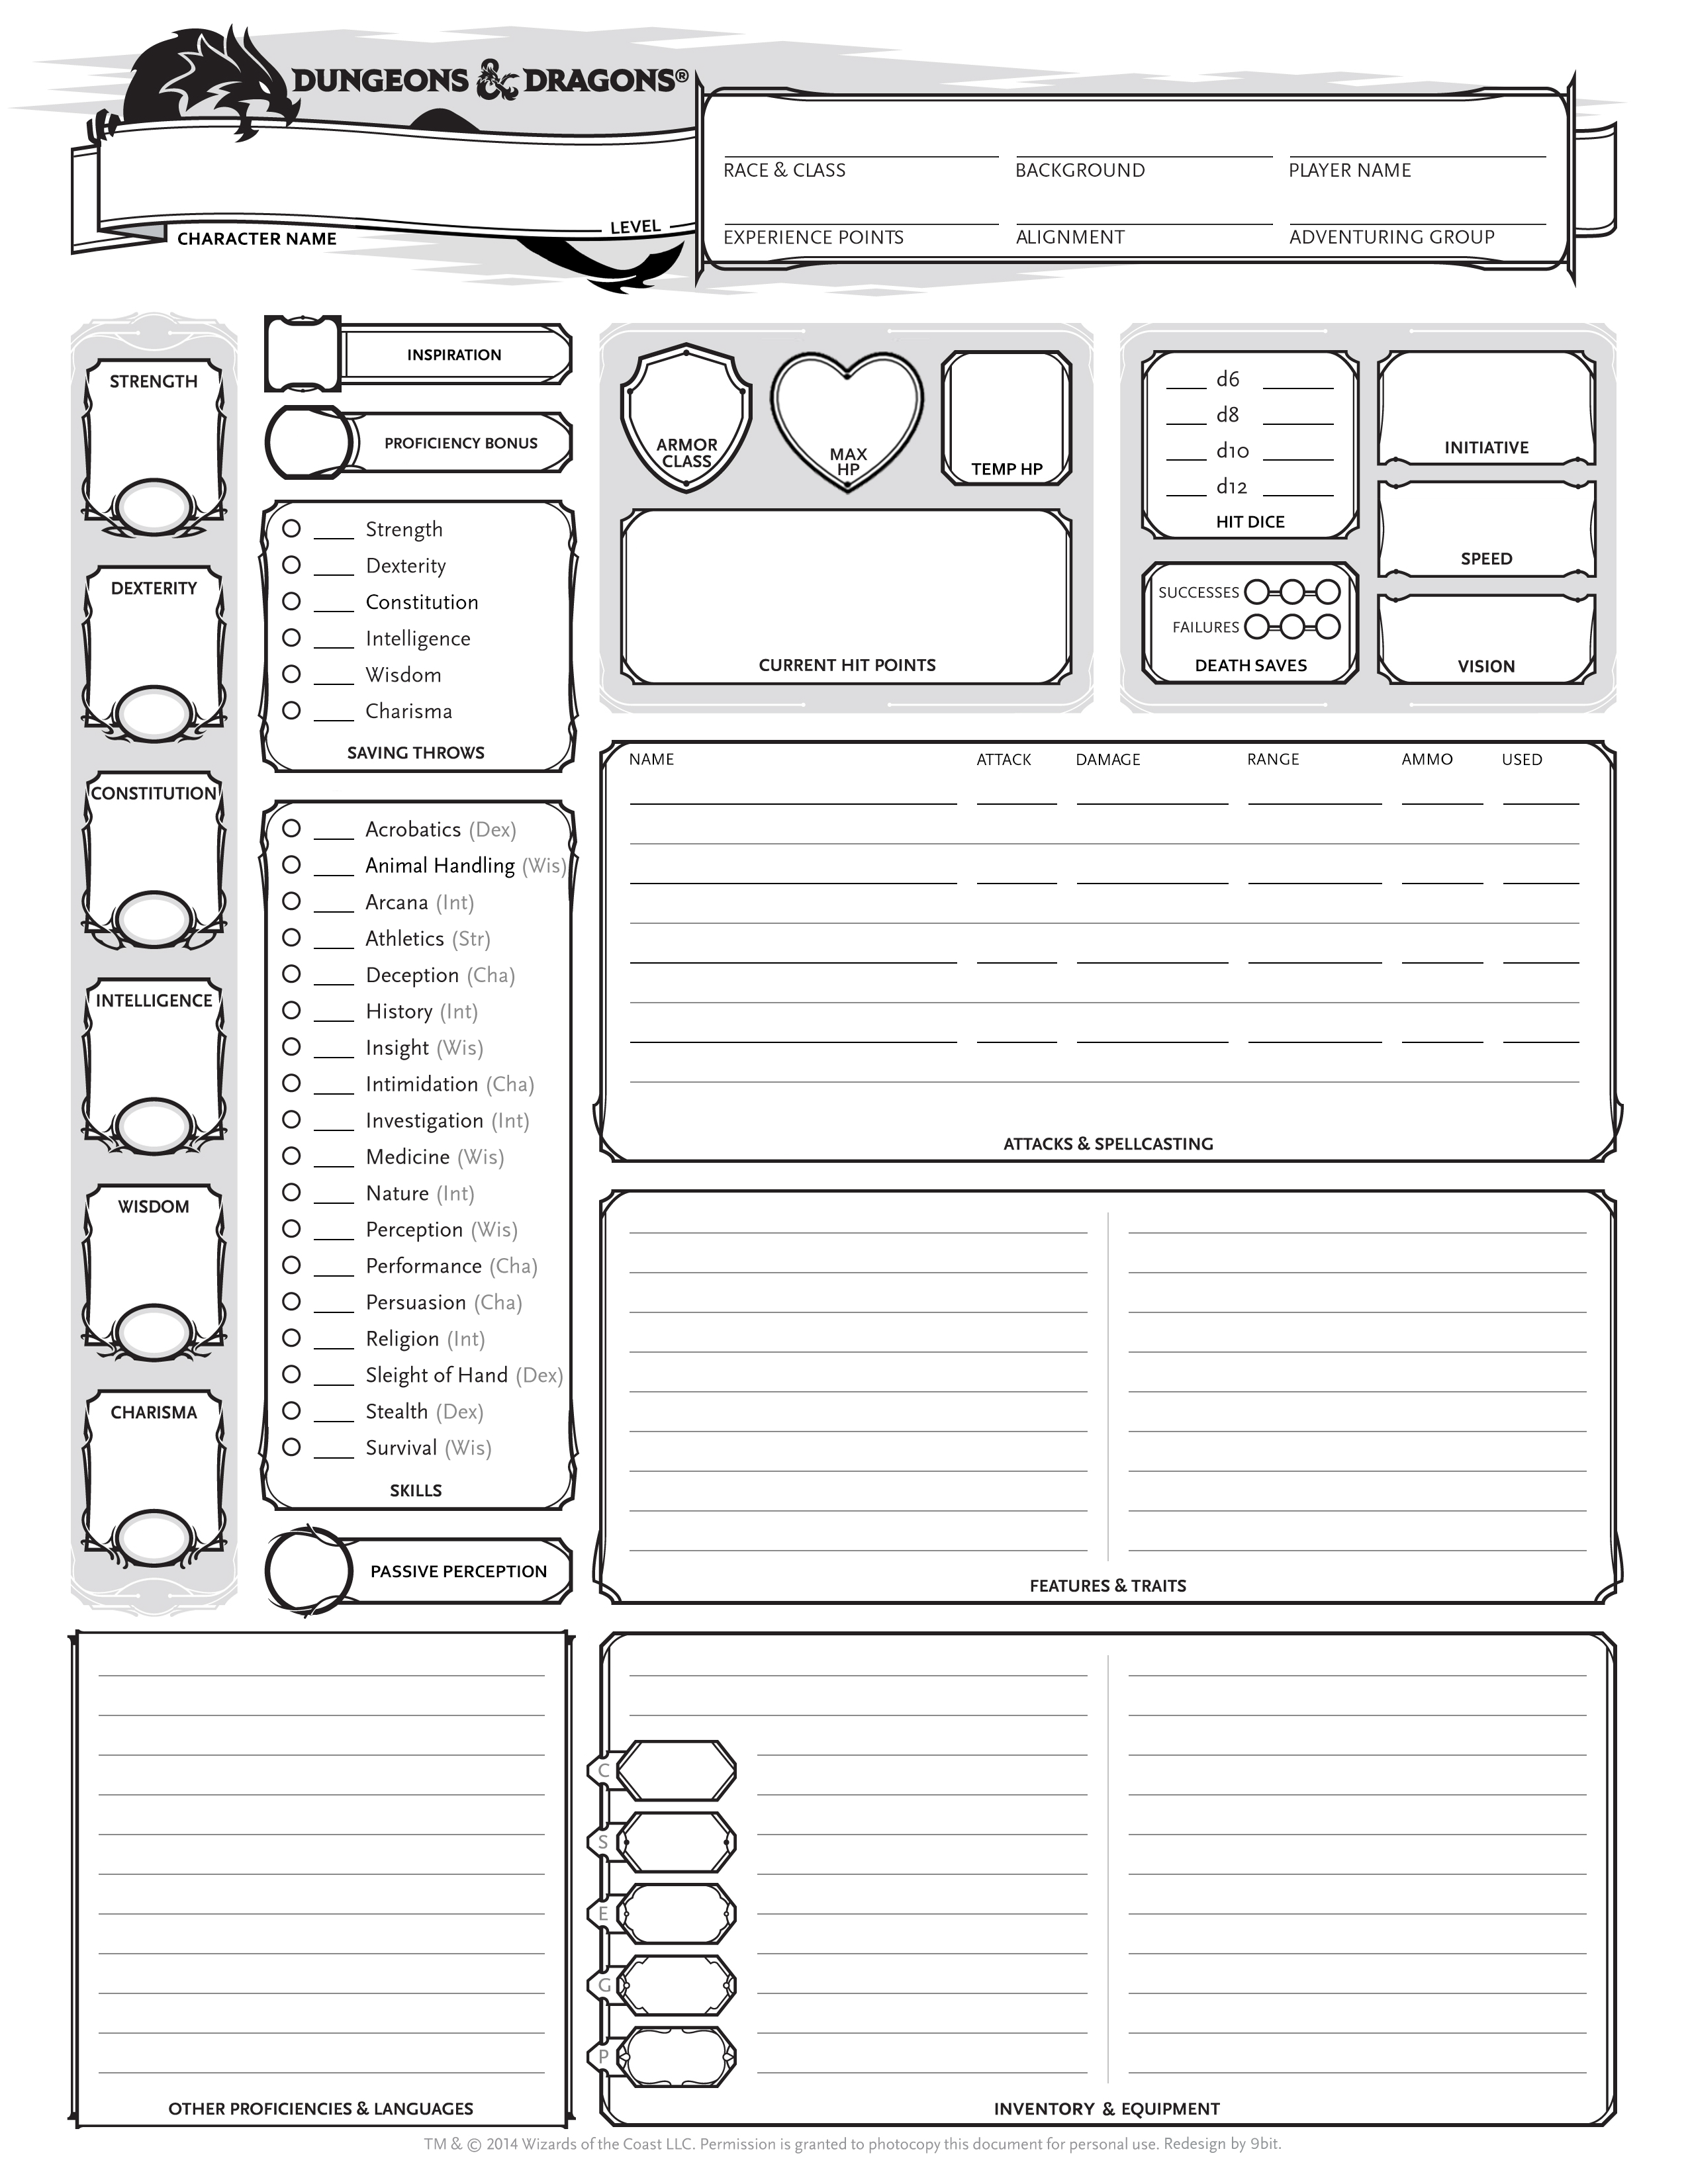 DUNGEONS & DRAGONS®
CHARACTER NAME
LEVEL
RACE & CLASS BACKGROUND PLAYER NAME
EXPERIENCE POINTS ALIGNMENT ADVENTURING GROUP
STRENGTH
DEXTERITY
CONSTITUTION
INTELLIGENCE
WISDOM
CHARISMA
INSPIRATION
PROFICIENCY BONUS
Strength
Dexterity
Constitution
Intelligence
Wisdom
Charisma
SAVING THROWS
Acrobatics (Dex)
Animal Handling (Wis)
Arcana (Int)
Athletics (Str)
Deception (Cha)
History (Int)
Insight (Wis)
Intimidation (Cha)
Investigation (Int)
Medicine (Wis)
Nature (Int)
Perception (Wis)
Performance (Cha)
Persuasion (Cha)
Religion (Int)
Sleight of Hand (Dex)
Stealth (Dex)
Survival (Wis)
SKILLS
PASSIVE PERCEPTION
ARMOR
CLASS
MAX
HP
TEMP HP
CURRENT HIT POINTS
d6
d8
d10
d12
HIT DICE
SUCCESSES
FAILURES
DEATH SAVES
INITIATIVE
SPEED
VISION
NAME ATTACK DAMAGE RANGE AMMO USED
ATTACKS & SPELLCASTING
FEATURES & TRAITS
OTHER PROFICIENCIES & LANGUAGES
C
S
E
G
P
INVENTORY & EQUIPMENT
TM & © 2014 Wizards of the Coast LLC. Permission is granted to photocopy this document for personal use. Redesign by 9bit.